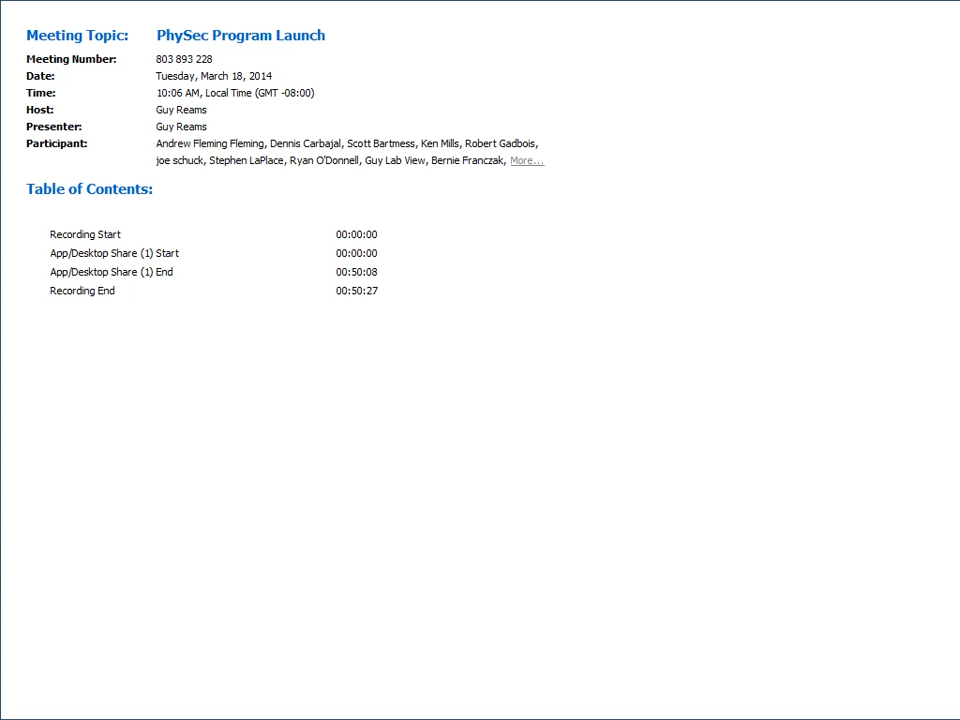 Meeting Topic: PhySec Program Launch
Meeting Number: 803 893 228
Date: Tuesday, March 18, 2014
Time: 10:06 AM, Local Time (GMT -08:00)
Host: Guy Reams
Presenter: Guy Reams
Participant: Andrew Fleming Fleming, Dennis Carbajal, Scott Bartmess, Ken Mills, Robert Gadbois,
joe schuck, Stephen LaPlace, Ryan O'Donnell, Guy Lab View, Bernie Franczak, More...
Table of Contents:
Recording Start 00:00:00
App/Desktop Share (1) Start 00:00:00
App/Desktop Share (1) End 00:50:08
Recording End 00:50:27